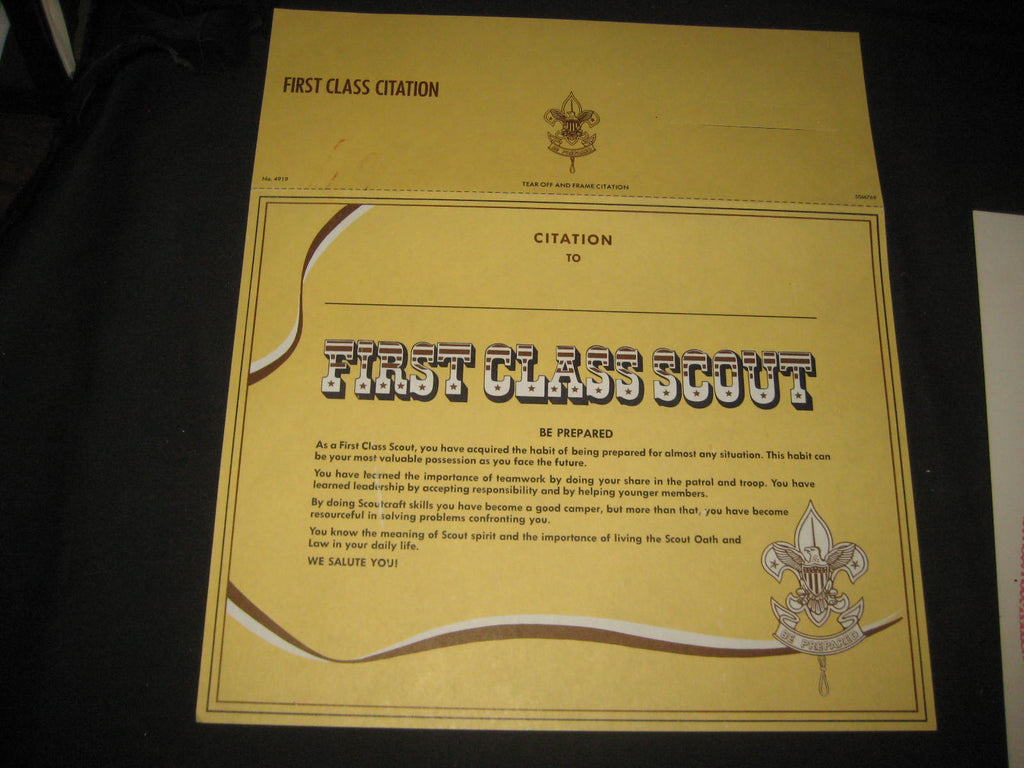 FIRST CLASS CITATION
BE PREPARED
No. 4919
TEAR OFF AND FRAME CITATION
CITATION
TO
FIRST CLASS SCOUT
BE PREPARED
As a First Class Scout, you have acquired the habit of being prepared for almost any situation. This habit can
be your most valuable possession as you face the future.
You have learned the importance of teamwork by doing your share in the patrol and troop. You have
learned leadership by accepting responsibility and by helping younger members.
By doing Scoutcraft skills you have become a good camper, but more than that, you have become
resourceful in solving problems confronting you.
You know the meaning of Scout spirit and the importance of living the Scout Oath and
Law in your daily life.
WE SALUTE YOU!
BE PREPARED